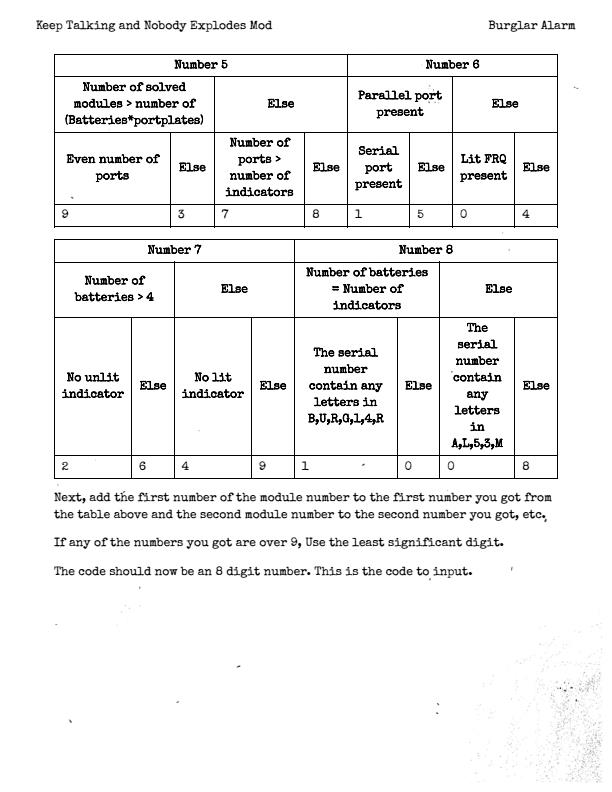 Keep Talking and Nobody Explodes Mod Burglar Alarm
Number 5 Number 6
Number of solved
modules > number of
(Batteries*portplates)
Else
Parallel port
present
Else
Even number of
ports
Else
Number of
ports >
number of
indicators
Else
Serial
port
present
Else
Lit FRQ
present
Else
9 3 7 8 1 5 0 4
Number 7 Number 8
Number of
batteries > 4
Else
Number of batteries
= Number of
indicators
Else
No unlit
indicator
Else
No lit
indicator
Else
The serial
number
contain any
letters in
B,U,R,G,1,4,R
Else
The
serial
number
contain
any
letters
in
A,L,5,3,M
Else
2 6 4 9 1 0 0 8
Next, add the first number of the module number to the first number you got from
the table above and the second module number to the second number you got, etc.
If any of the numbers you got are over 9, Use the least significant digit.
The code should now be an 8 digit number. This is the code to input.